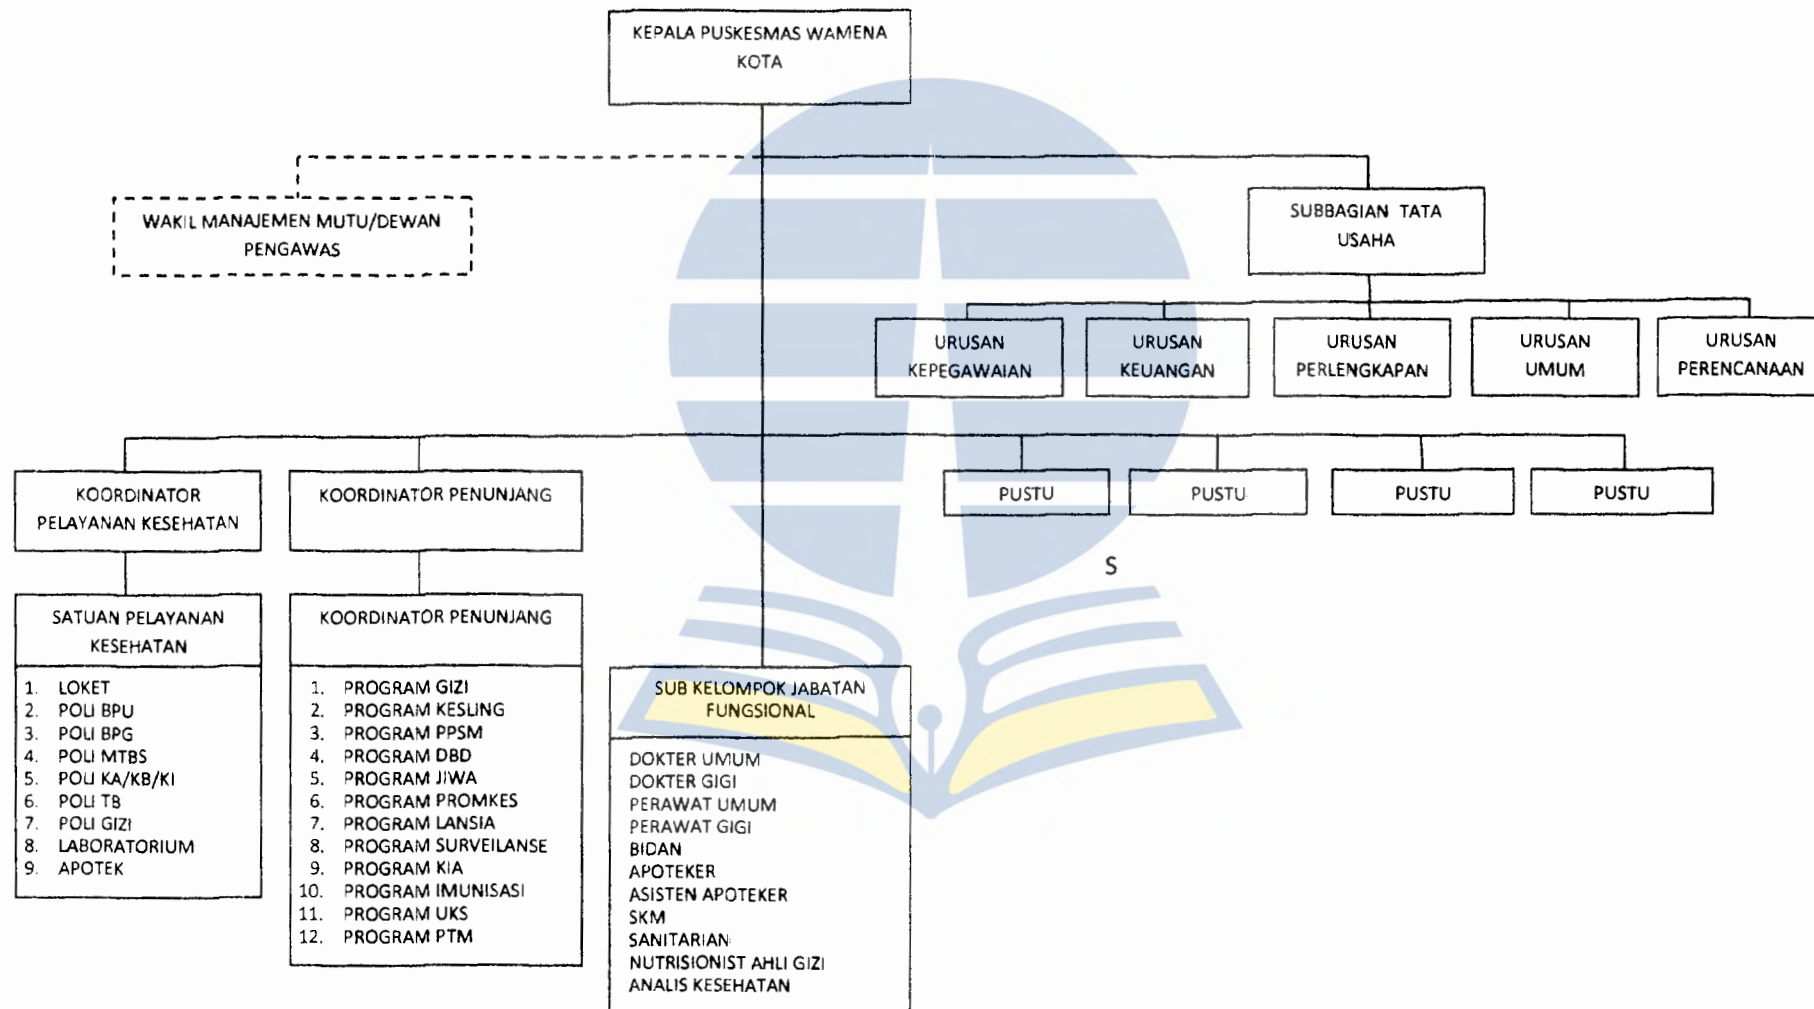 KEPALA PUSKESMAS WAMENA
KOTA
WAKIL MANAJEMEN MUTU/DEWAN
PENGAWAS
SUBBAGIAN TATA
USAHA
URUSAN
KEPEGAWAIAN
URUSAN
KEUANGAN
URUSAN
PERLENGKAPAN
URUSAN
UMUM
URUSAN
PERENCANAAN
KOORDINATOR
PELAYANAN KESEHATAN
KOORDINATOR PENUNJANG
PUSTU
PUSTU
PUSTU
PUSTU
S
SATUAN PELAYANAN
KESEHATAN
1. LOKET
2. POLI BPU
3. POLI BPG
4. POLI MTBS
5. POLI KA/KB/KI
6. POLI TB
7. POLI GIZI
8. LABORATORIUM
9. APOTEK
KOORDINATOR PENUNJANG
1. PROGRAM GIZI
2. PROGRAM KESLING
3. PROGRAM PPSM
4. PROGRAM DBD
5. PROGRAM JIWA
6. PROGRAM PROMKES
7. PROGRAM LANSIA
8. PROGRAM SURVEILANSE
9. PROGRAM KIA
10. PROGRAM IMUNISASI
11. PROGRAM UKS
12. PROGRAM PTM
SUB KELOMPOK JABATAN
FUNGSIONAL
DOKTER UMUM
DOKTER GIGI
PERAWAT UMUM
PERAWAT GIGI
BIDAN
APOTEKER
ASISTEN APOTEKER
SKM
SANITARIAN
NUTRISIONIST AHLI GIZI
ANALIS KESEHATAN